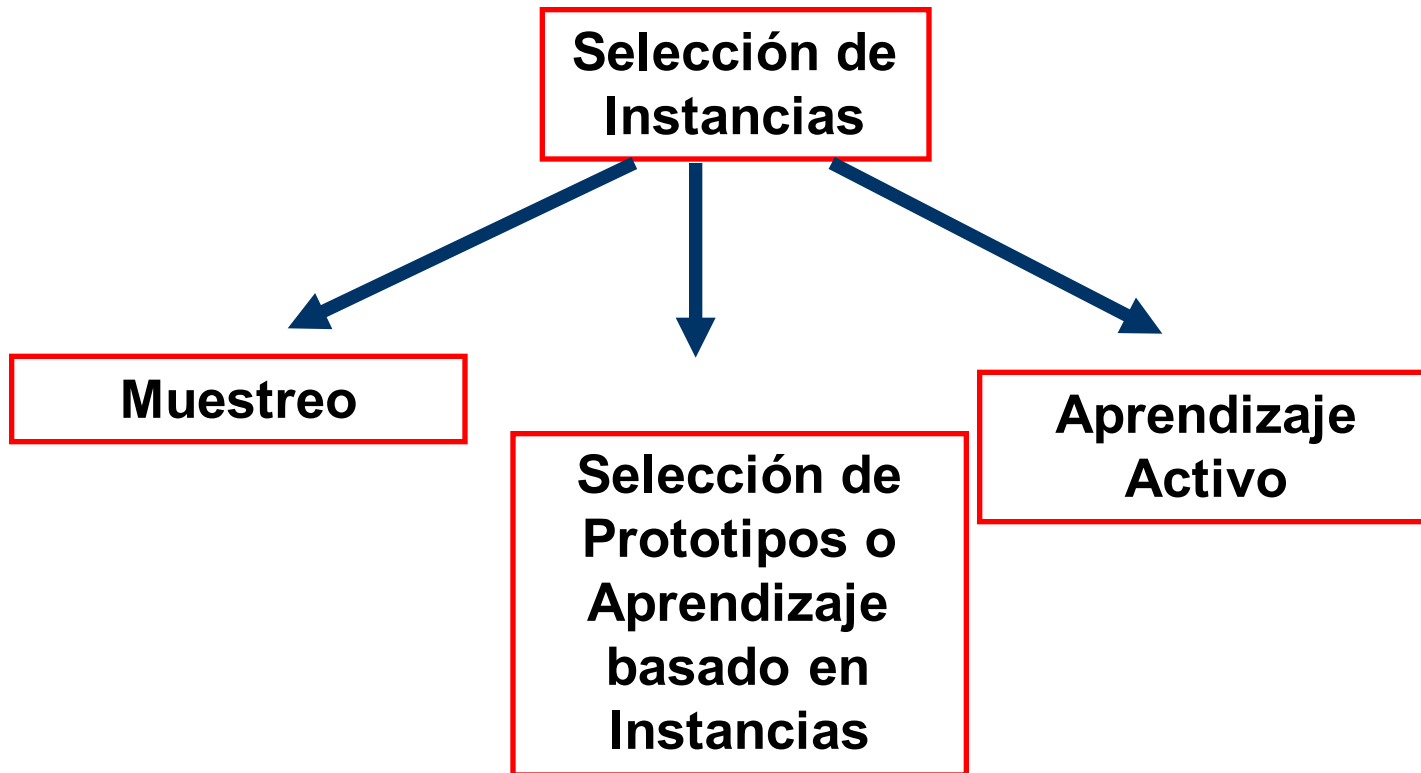 Selección de
Instancias
Muestreo
Selección de
Prototipos o
Aprendizaje
basado en
Instancias
Aprendizaje
Activo